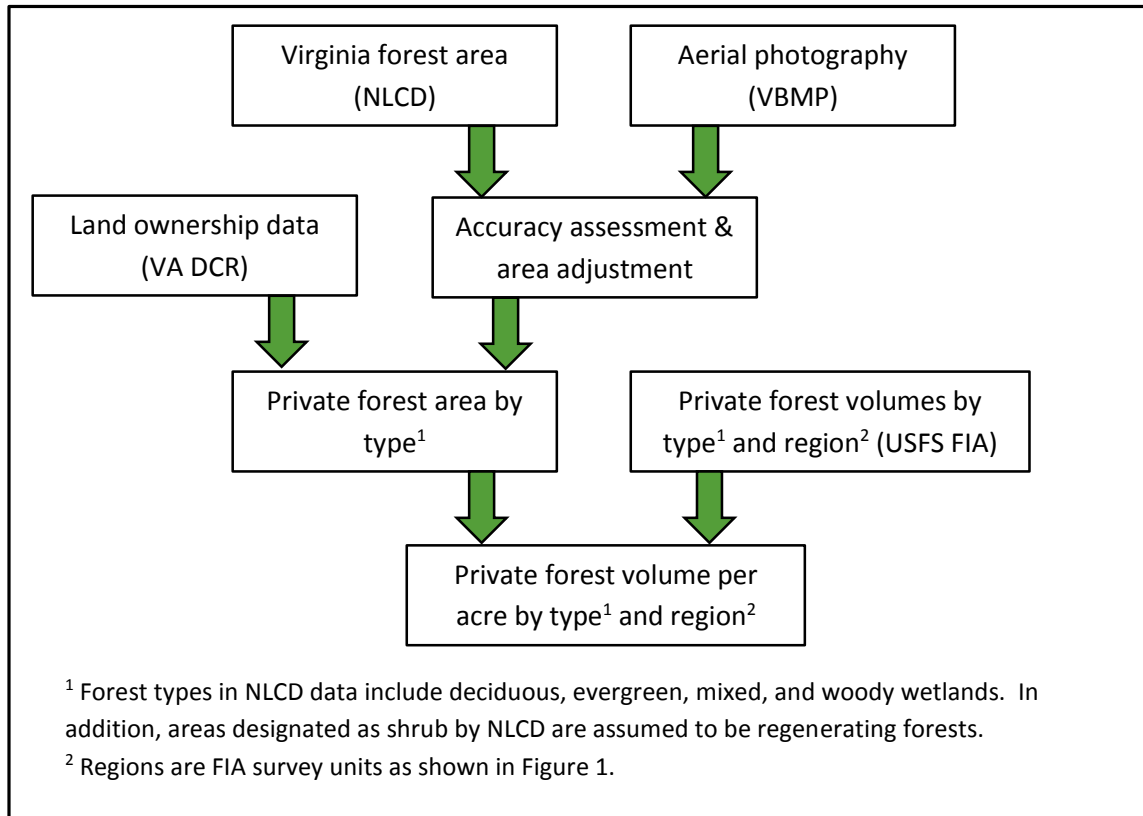 Virginia forest area
(NLCD)
Aerial photography
(VBMP)
Land ownership data
(VA DCR)
Accuracy assessment &
area adjustment
Private forest area by
type¹
Private forest volumes by
type¹ and region² (USFS FIA)
Private forest volume per
acre by type¹ and region²
¹ Forest types in NLCD data include deciduous, evergreen, mixed, and woody wetlands. In
addition, areas designated as shrub by NLCD are assumed to be regenerating forests.
² Regions are FIA survey units as shown in Figure 1.